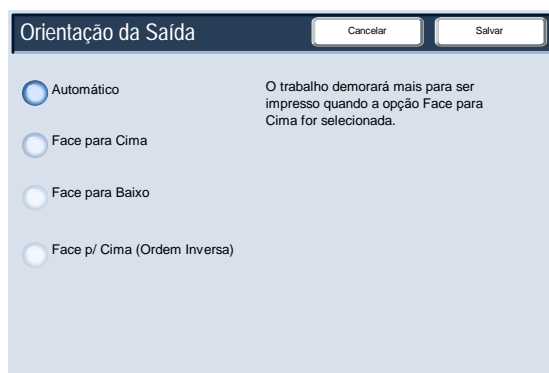 Orientação da Saída
Cancelar
Salvar
Automático
O trabalho demorará mais para ser
impresso quando a opção Face para
Cima for selecionada.
Face para Cima
Face para Baixo
Face p/ Cima (Ordem Inversa)